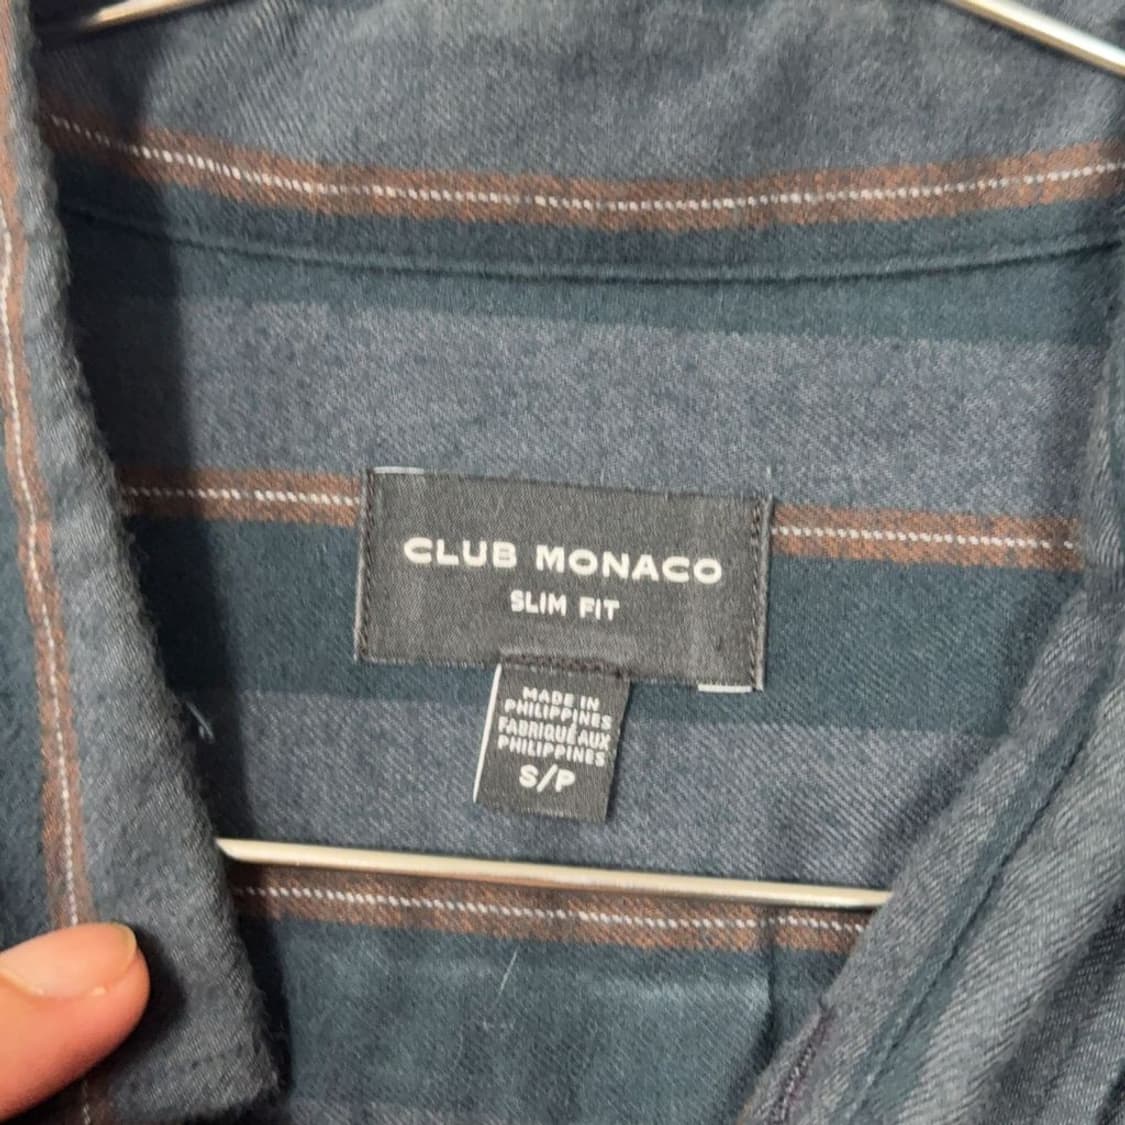 CLUB MONACO
SLIM FIT
MADE IN
PHILIPPINES
FABRIQUÉ AUX
PHILIPPINES
S/P